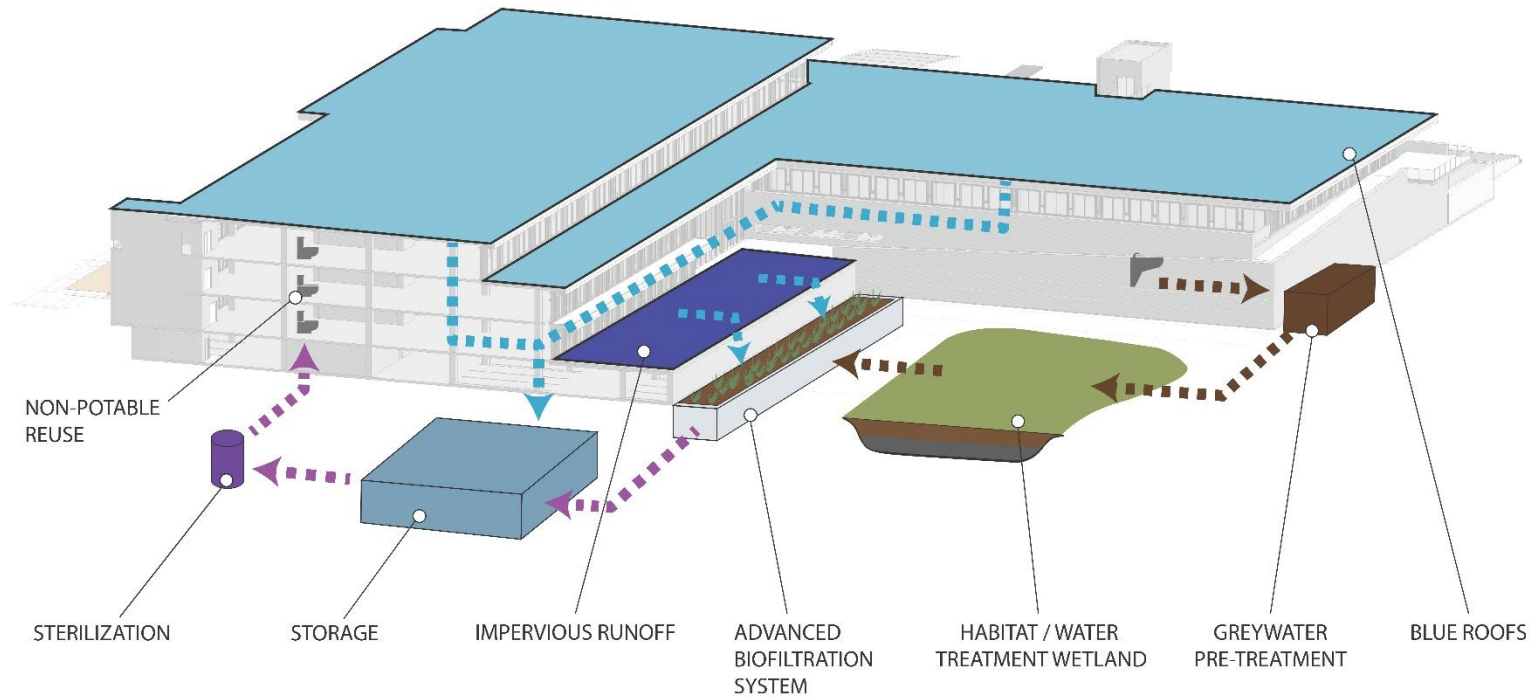 NON-POTABLE
REUSE
STERILIZATION
STORAGE
IMPERVIOUS RUNOFF
ADVANCED
BIOFILTRATION
SYSTEM
HABITAT / WATER
TREATMENT WETLAND
GREYWATER
PRE-TREATMENT
BLUE ROOFS